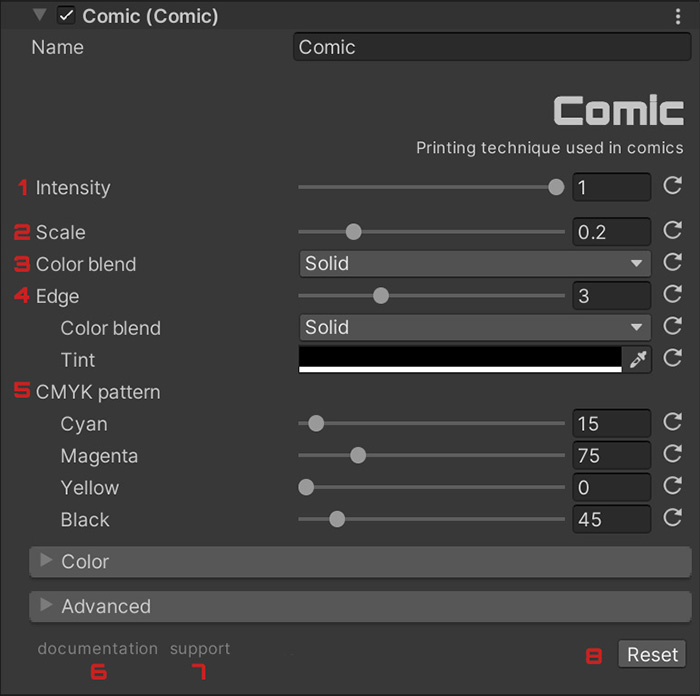 Comic (Comic)
Name Comic
Comic
Printing technique used in comics
1 Intensity 1
2 Scale 0.2
3 Color blend Solid
4 Edge 3
Color blend Solid
Tint
5 CMYK pattern
Cyan 15
Magenta 75
Yellow 0
Black 45
Color
Advanced
documentation support
6 7 8 Reset